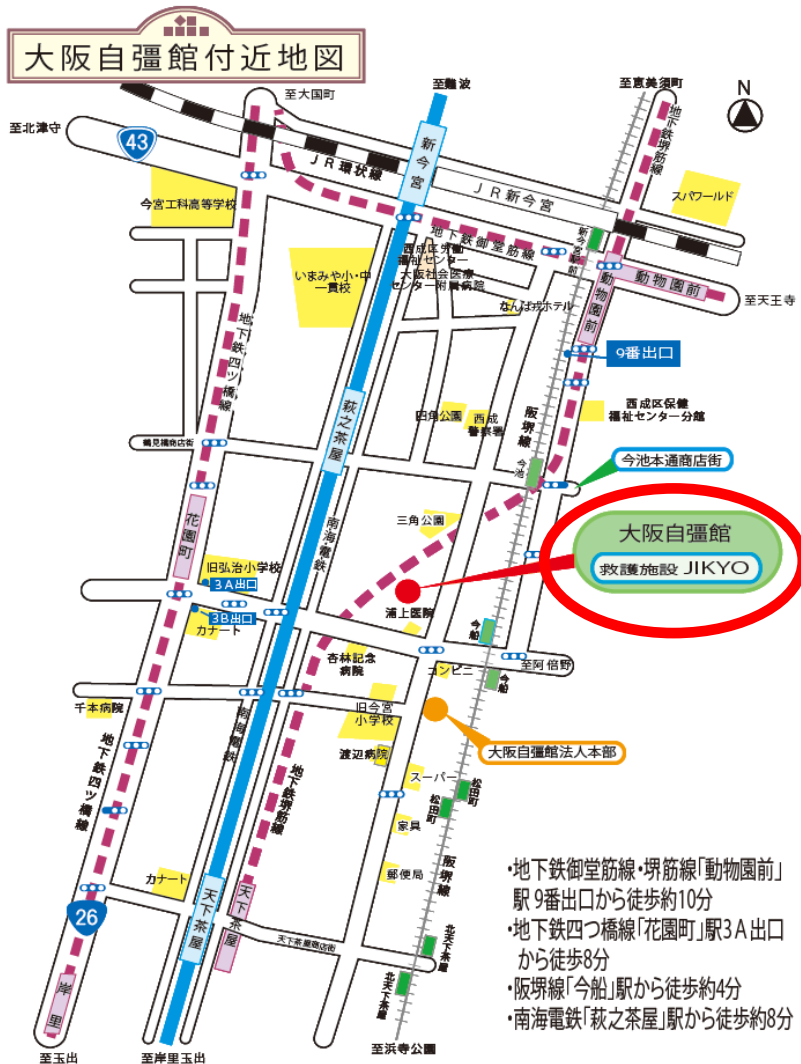 大阪自彊館付近地図
至大国町
至難波
至恵美須町
N
至北津守
43
地下鉄堺筋線
新今宮
JR環状線
JR新今宮
スパワールド
今宮工科高等学校
地下鉄御堂筋線
新今宮駅前
西成区労働
福祉センター
大阪社会医療
センター附属病院
いまみや小・中
一貫校
動物園前
動物園前
至天王寺
なんば戎ホテル
地下鉄四ツ橋線
9番出口
萩之茶屋
阪堺線
四角公園
西成
警察署
西成区保健
福祉センター分館
鶴見橋商店街
今池
今池本通商店街
花園町
南海電鉄
三角公園
大阪自彊館
救護施設 JIKYO
旧弘治小学校
3A出口
3B出口
カナート
浦上医院
今船
杏林記念
病院
コンビニ
至阿倍野
今船
千本病院
南海電鉄
旧今宮
小学校
大阪自彊館法人本部
渡辺病院
地下鉄四ツ橋線
地下鉄堺筋線
スーパー
松田町
松田町
家具
阪堺線
郵便局
カナート
天下茶屋
天下茶屋
26
天下茶屋商店街
北天下茶屋
北天下茶屋
岸里
至玉出
至岸里玉出
至浜寺公園
・地下鉄御堂筋線・堺筋線「動物園前」
駅9番出口から徒歩約10分
・地下鉄四つ橋線「花園町」駅3A出口
から徒歩8分
・阪堺線「今船」駅から徒歩約4分
・南海電鉄「萩之茶屋」駅から徒歩約8分